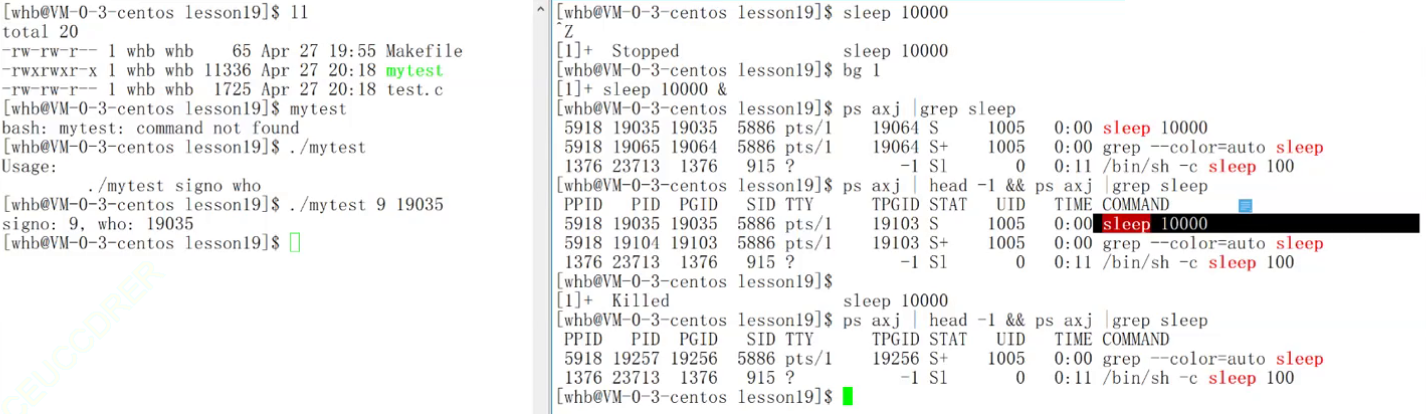 [whb@VM-0-3-centos lesson19]$ ll
total 20
-rw-rw-r-- 1 whb whb    65 Apr 27 19:55 Makefile
-rwxrwxr-x 1 whb whb 11336 Apr 27 20:18 mytest
-rw-rw-r-- 1 whb whb  1725 Apr 27 20:18 test.c
[whb@VM-0-3-centos lesson19]$ mytest
bash: mytest: command not found
[whb@VM-0-3-centos lesson19]$ ./mytest
Usage:
        ./mytest signo who
[whb@VM-0-3-centos lesson19]$ ./mytest 9 19035
signo: 9, who: 19035
[whb@VM-0-3-centos lesson19]$
[whb@VM-0-3-centos lesson19]$ sleep 10000
^Z
[1]+  Stopped                 sleep 10000
[whb@VM-0-3-centos lesson19]$ bg 1
[1]+ sleep 10000 &
[whb@VM-0-3-centos lesson19]$ ps axj |grep sleep
 5918 19035 19035  5886 pts/1    19064 S     1005   0:00 sleep 10000
 5918 19065 19064  5886 pts/1    19064 S+    1005   0:00 grep --color=auto sleep
 1376 23713  1376   915 ?           -1 Sl       0   0:11 /bin/sh -c sleep 100
[whb@VM-0-3-centos lesson19]$ ps axj | head -1 && ps axj |grep sleep
 PPID   PID  PGID   SID TTY      TPGID STAT   UID   TIME COMMAND
 5918 19035 19035  5886 pts/1    19103 S     1005   0:00 sleep 10000
 5918 19104 19103  5886 pts/1    19103 S+    1005   0:00 grep --color=auto sleep
 1376 23713  1376   915 ?           -1 Sl       0   0:11 /bin/sh -c sleep 100
[whb@VM-0-3-centos lesson19]$
[1]+  Killed                  sleep 10000
[whb@VM-0-3-centos lesson19]$ ps axj | head -1 && ps axj |grep sleep
 PPID   PID  PGID   SID TTY      TPGID STAT   UID   TIME COMMAND
 5918 19257 19256  5886 pts/1    19256 S+    1005   0:00 grep --color=auto sleep
 1376 23713  1376   915 ?           -1 Sl       0   0:11 /bin/sh -c sleep 100
[whb@VM-0-3-centos lesson19]$